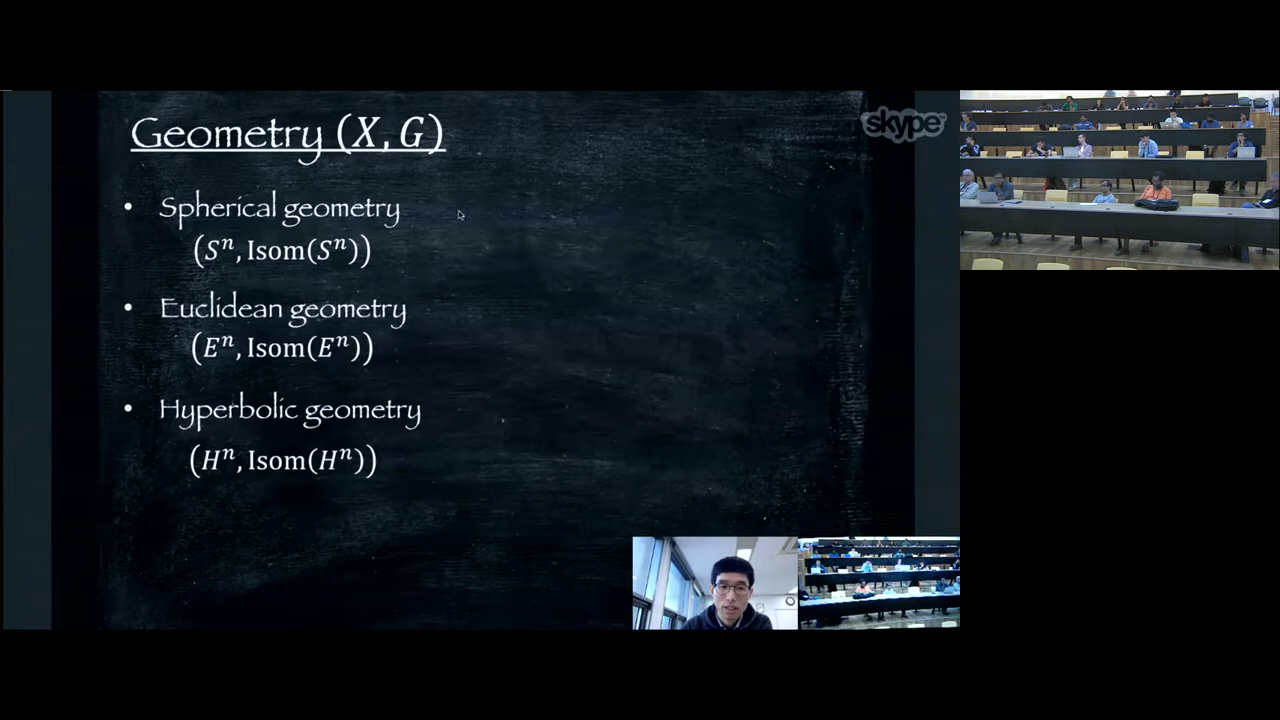 Geometry (X, G)
skype
• Spherical geometry
(Sⁿ, Isom(Sⁿ))
• Euclidean geometry
(Eⁿ, Isom(Eⁿ))
• Hyperbolic geometry
(Hⁿ, Isom(Hⁿ))